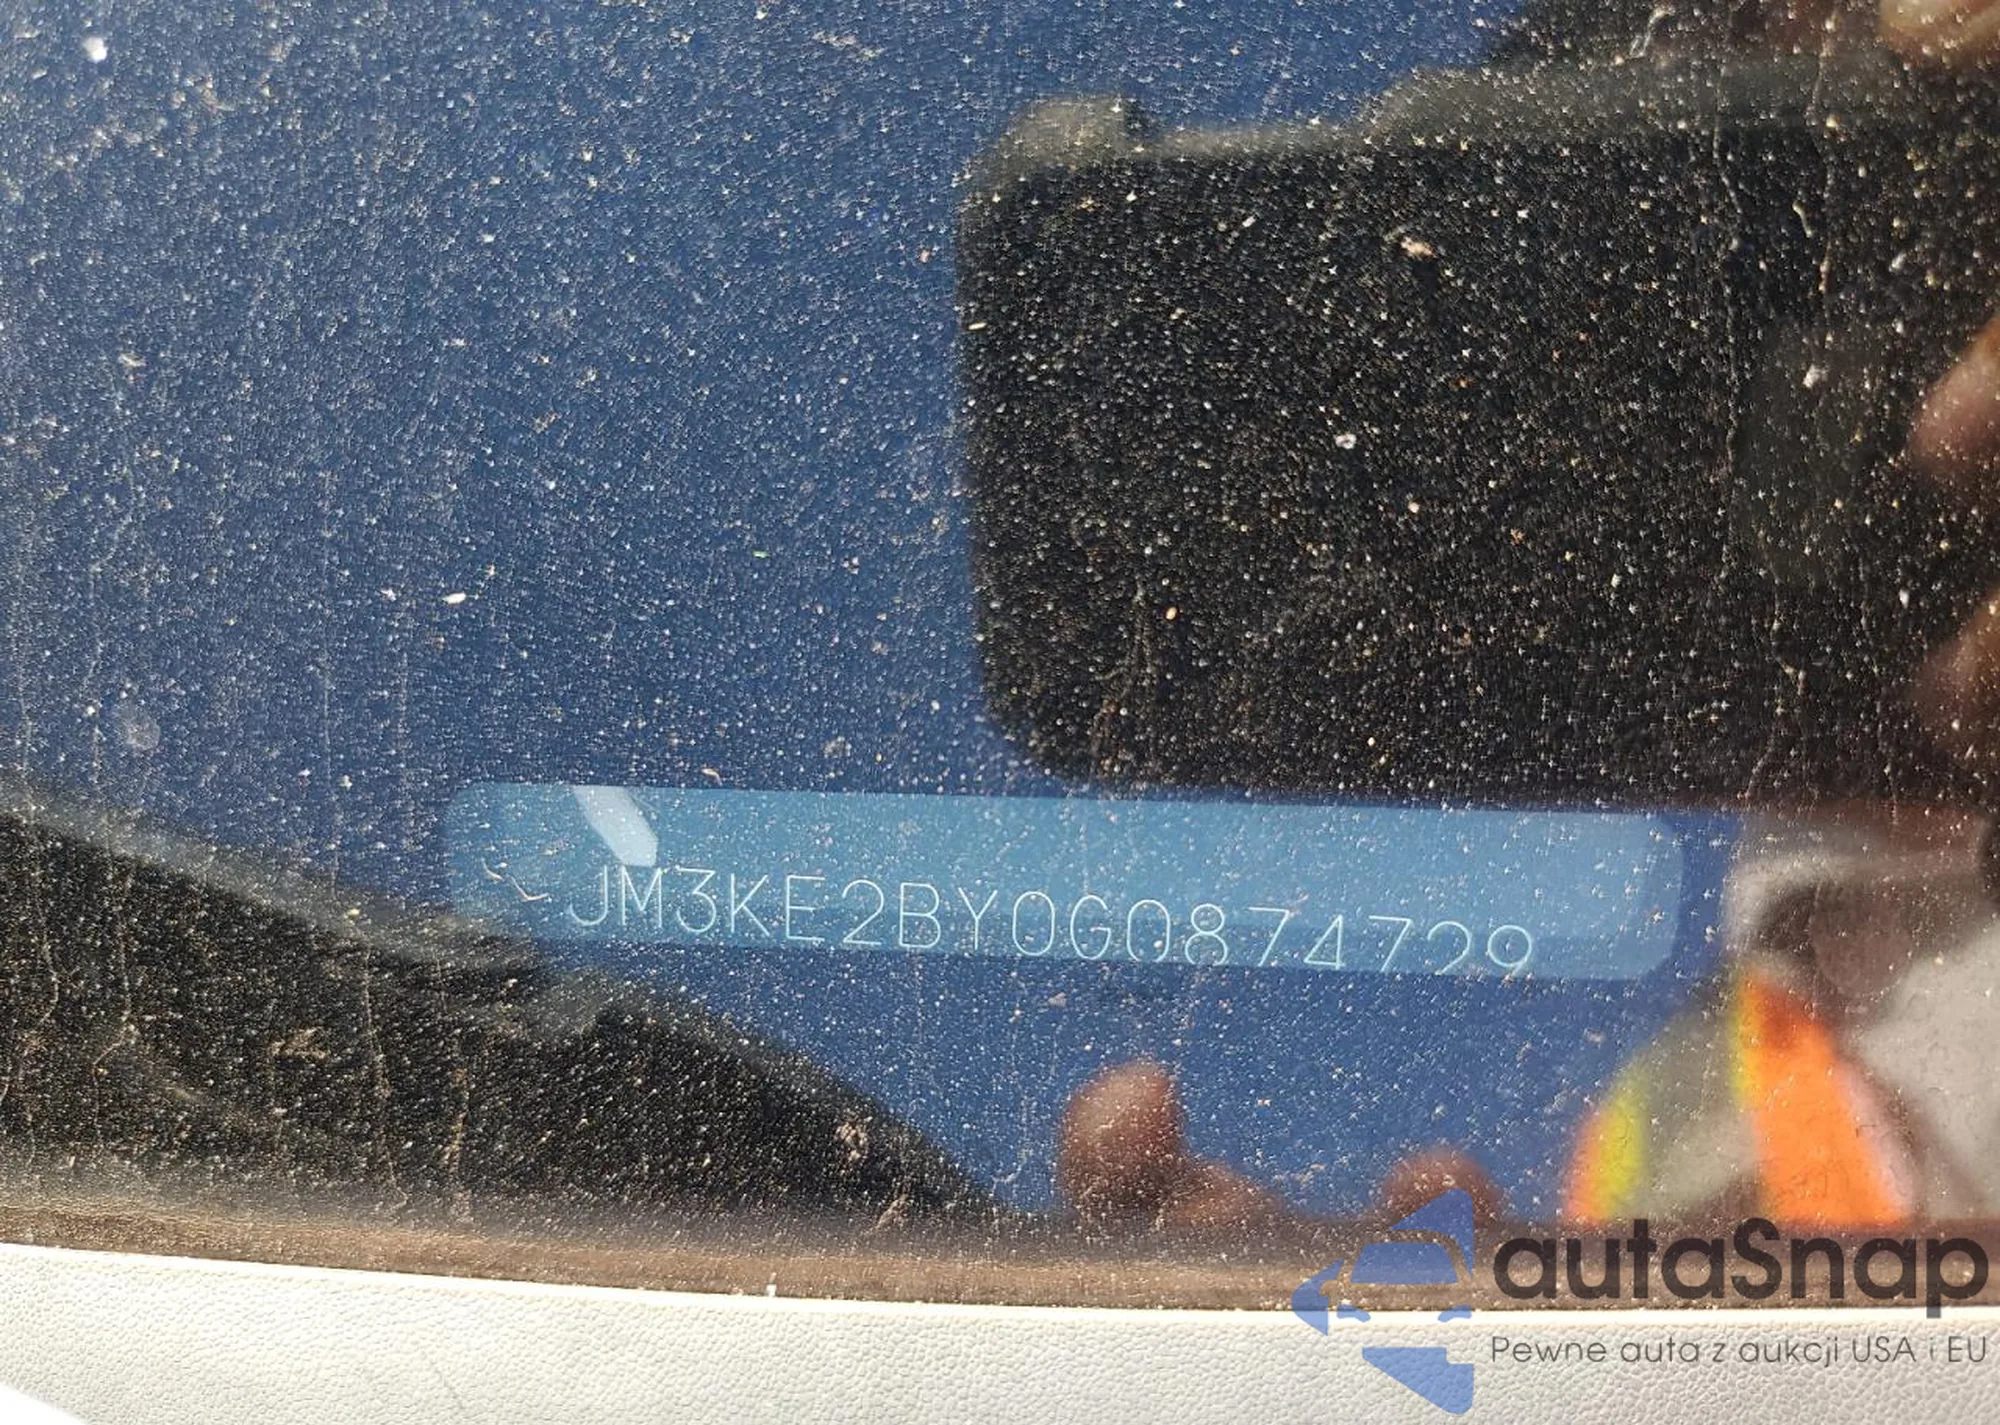 JM3KE2BY0G0874729
autaSnap
Pewne auta z aukcji USA i EU